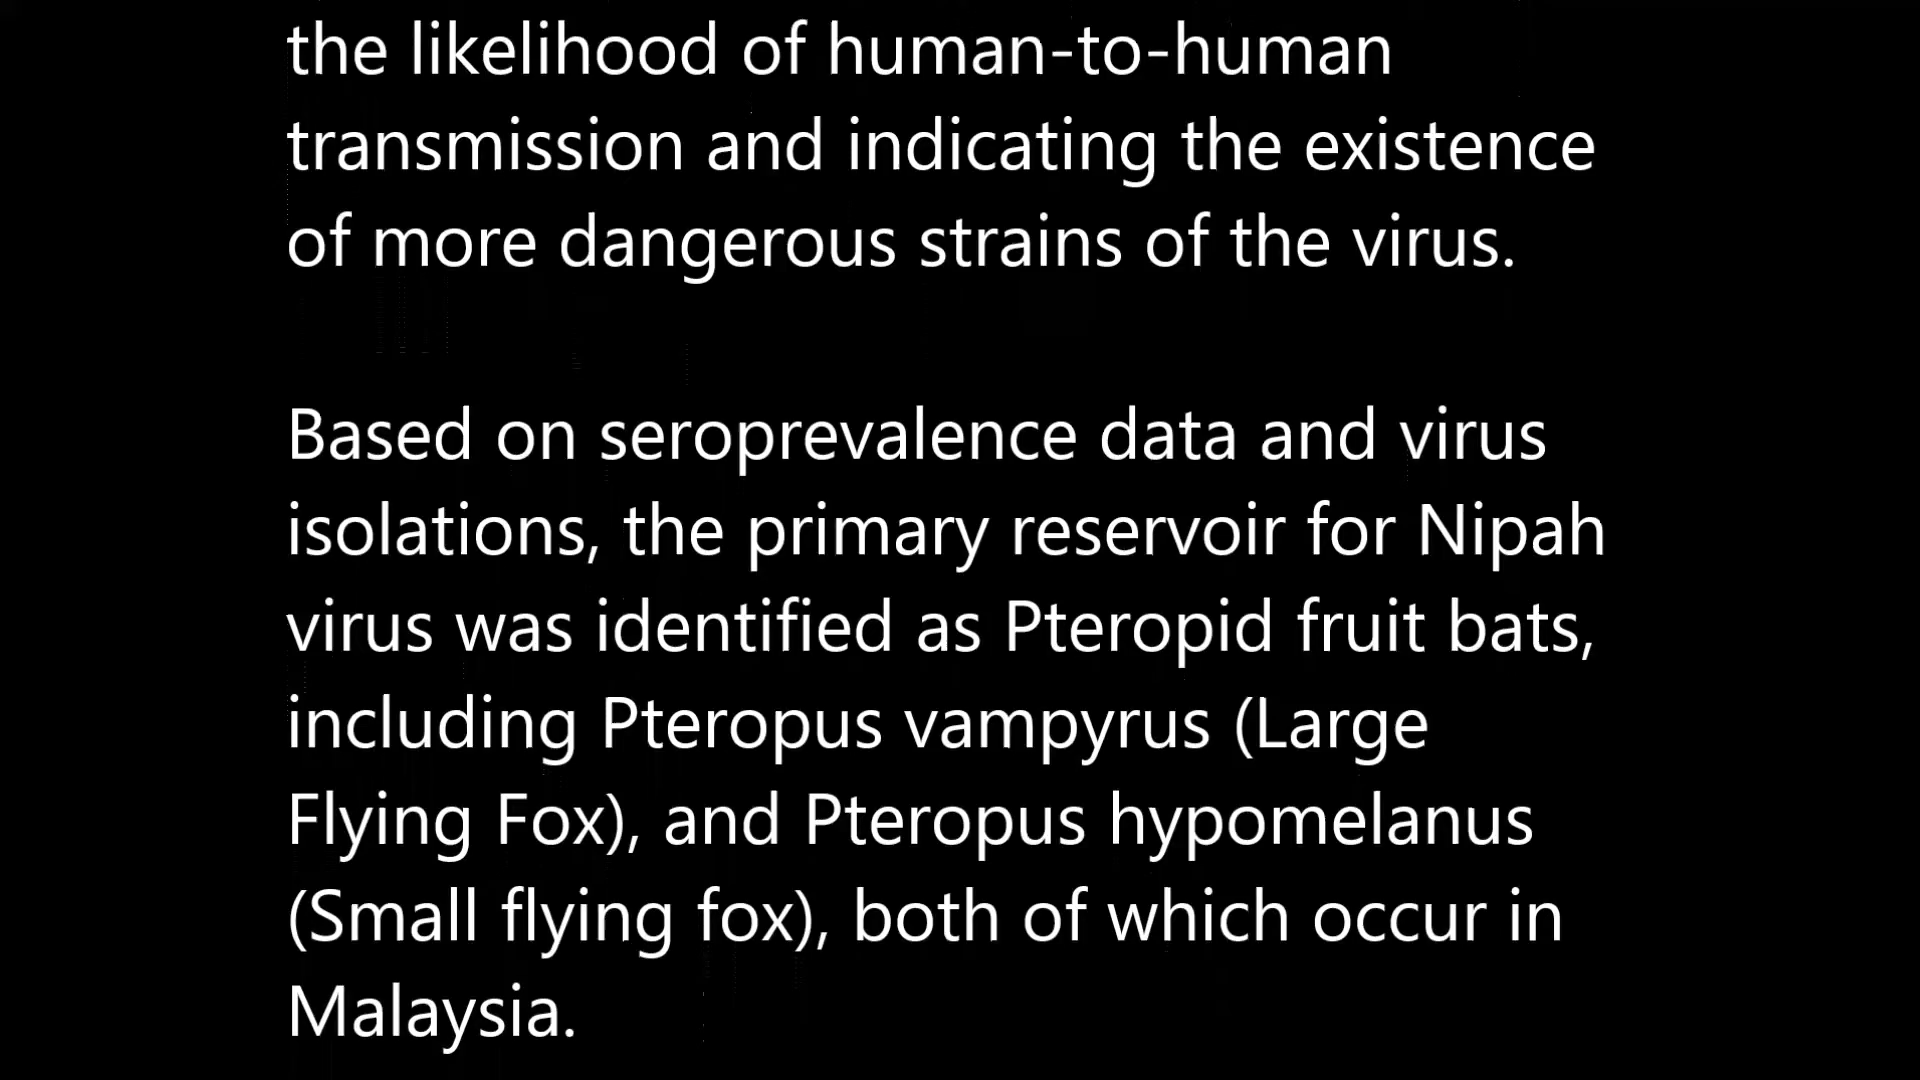 the likelihood of human-to-human
transmission and indicating the existence
of more dangerous strains of the virus.
Based on seroprevalence data and virus
isolations, the primary reservoir for Nipah
virus was identified as Pteropid fruit bats,
including Pteropus vampyrus (Large
Flying Fox), and Pteropus hypomelanus
(Small flying fox), both of which occur in
Malaysia.